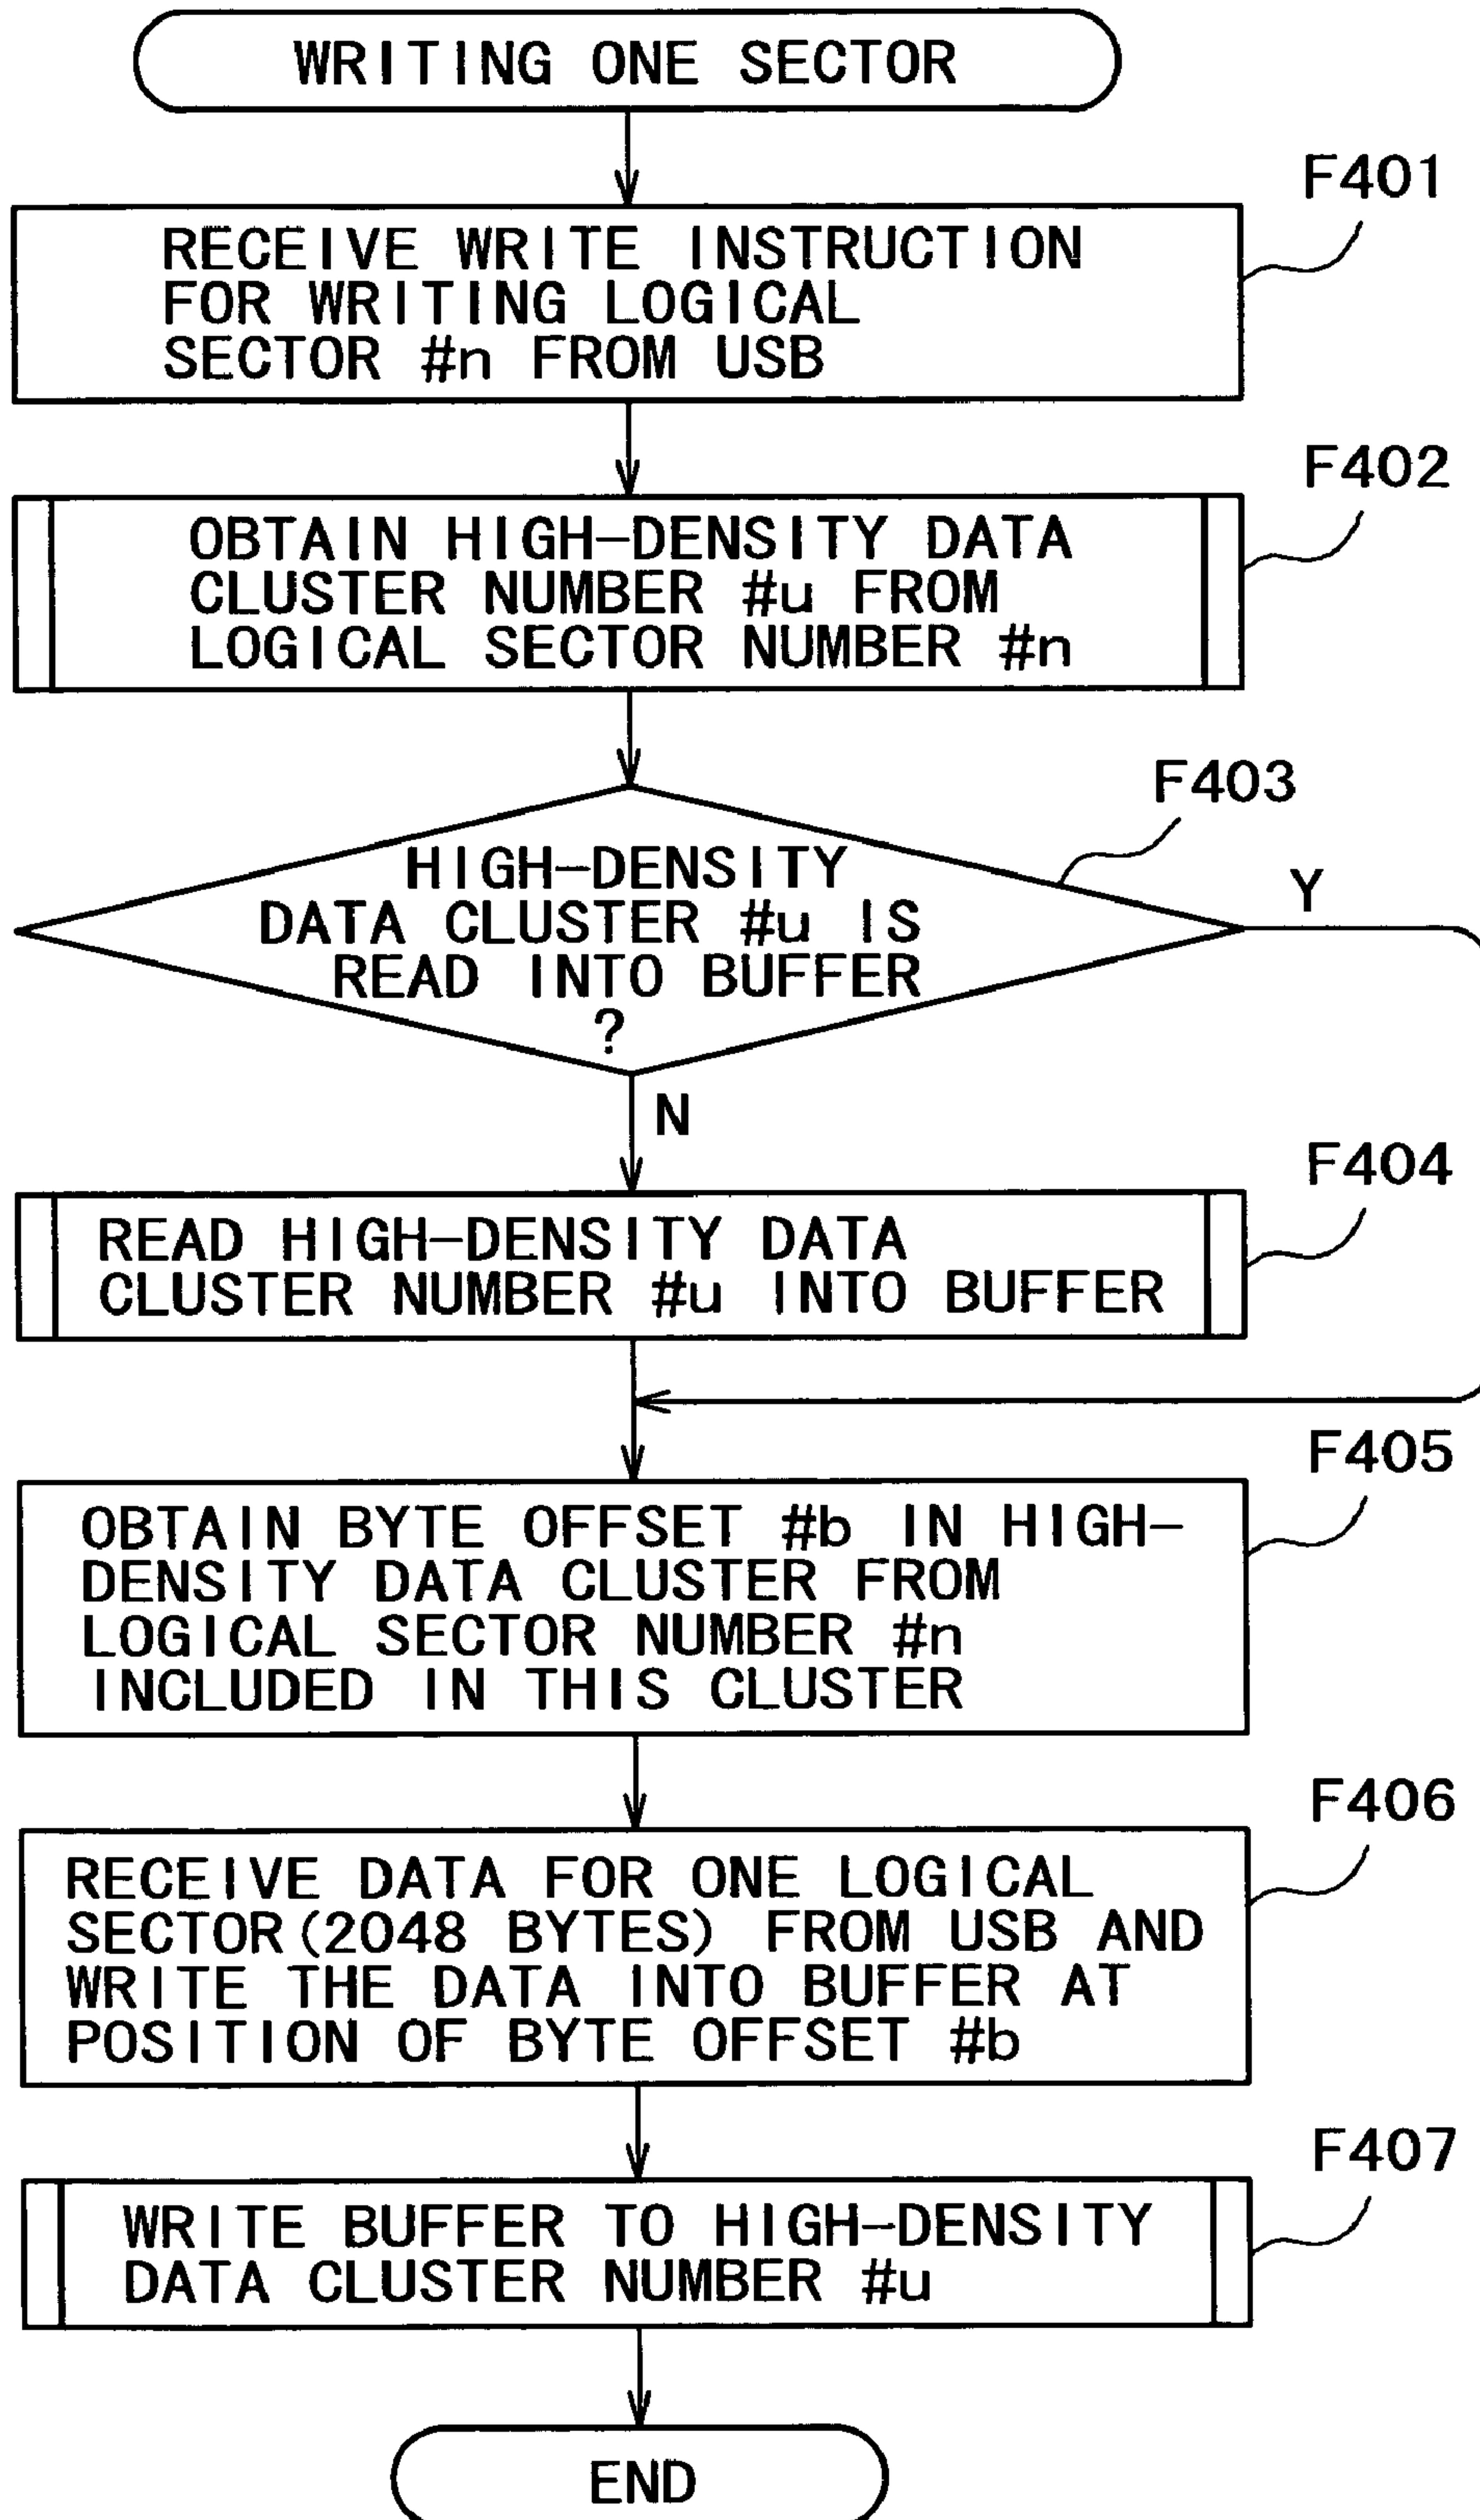 WRITING ONE SECTOR
F401
RECEIVE WRITE INSTRUCTION
FOR WRITING LOGICAL
SECTOR #n FROM USB
F402
OBTAIN HIGH-DENSITY DATA
CLUSTER NUMBER #u FROM
LOGICAL SECTOR NUMBER #n
F403
HIGH-DENSITY
DATA CLUSTER #u IS
READ INTO BUFFER
?
Y
N
F404
READ HIGH-DENSITY DATA
CLUSTER NUMBER #u INTO BUFFER
F405
OBTAIN BYTE OFFSET #b IN HIGH-
DENSITY DATA CLUSTER FROM
LOGICAL SECTOR NUMBER #n
INCLUDED IN THIS CLUSTER
F406
RECEIVE DATA FOR ONE LOGICAL
SECTOR(2048 BYTES) FROM USB AND
WRITE THE DATA INTO BUFFER AT
POSITION OF BYTE OFFSET #b
F407
WRITE BUFFER TO HIGH-DENSITY
DATA CLUSTER NUMBER #u
END